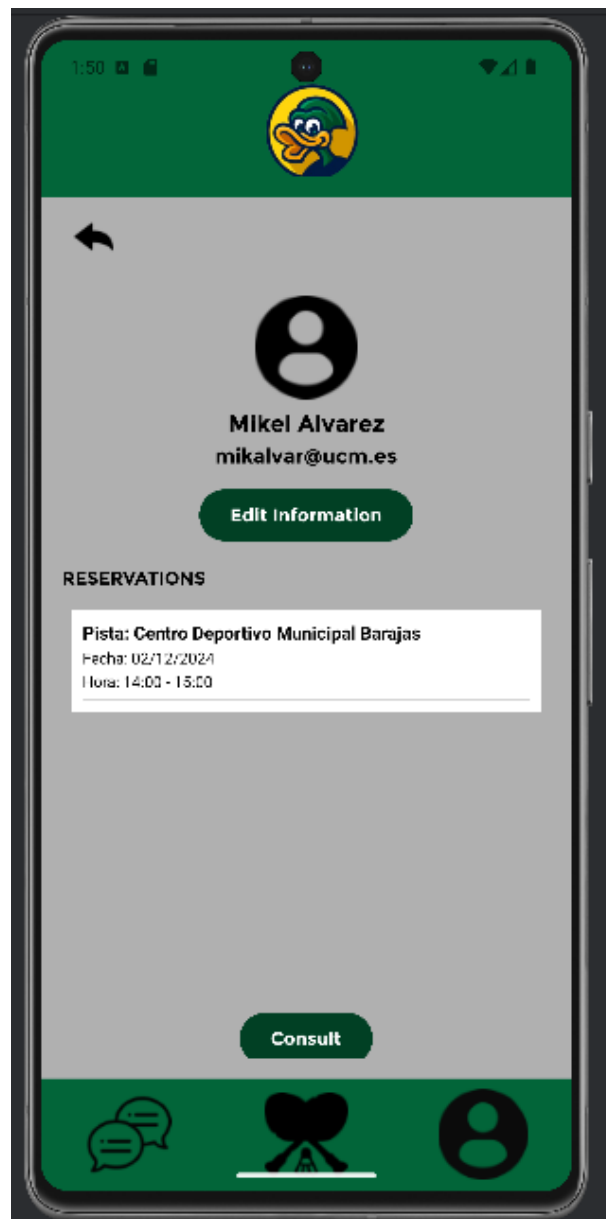 1:50
Mikel Alvarez
mikalvar@ucm.es
Edit Information
RESERVATIONS
Pista: Centro Deportivo Municipal Barajas
Fecha: 02/12/2024
Hora: 14:00 - 15:00
Consult